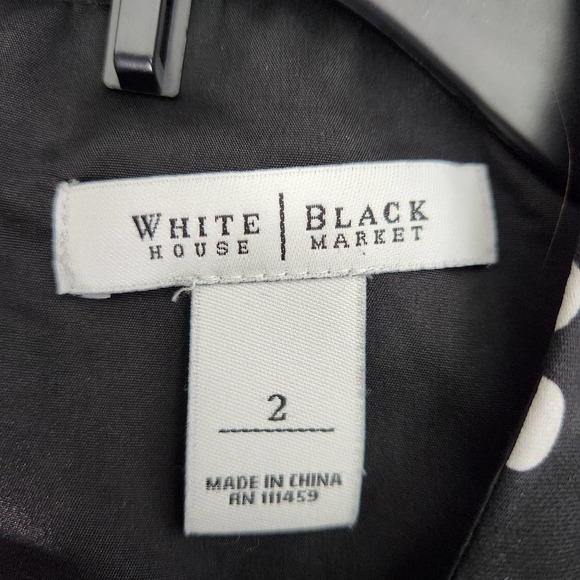 WHITE | BLACK
HOUSE | MARKET
2
MADE IN CHINA
RN 111459